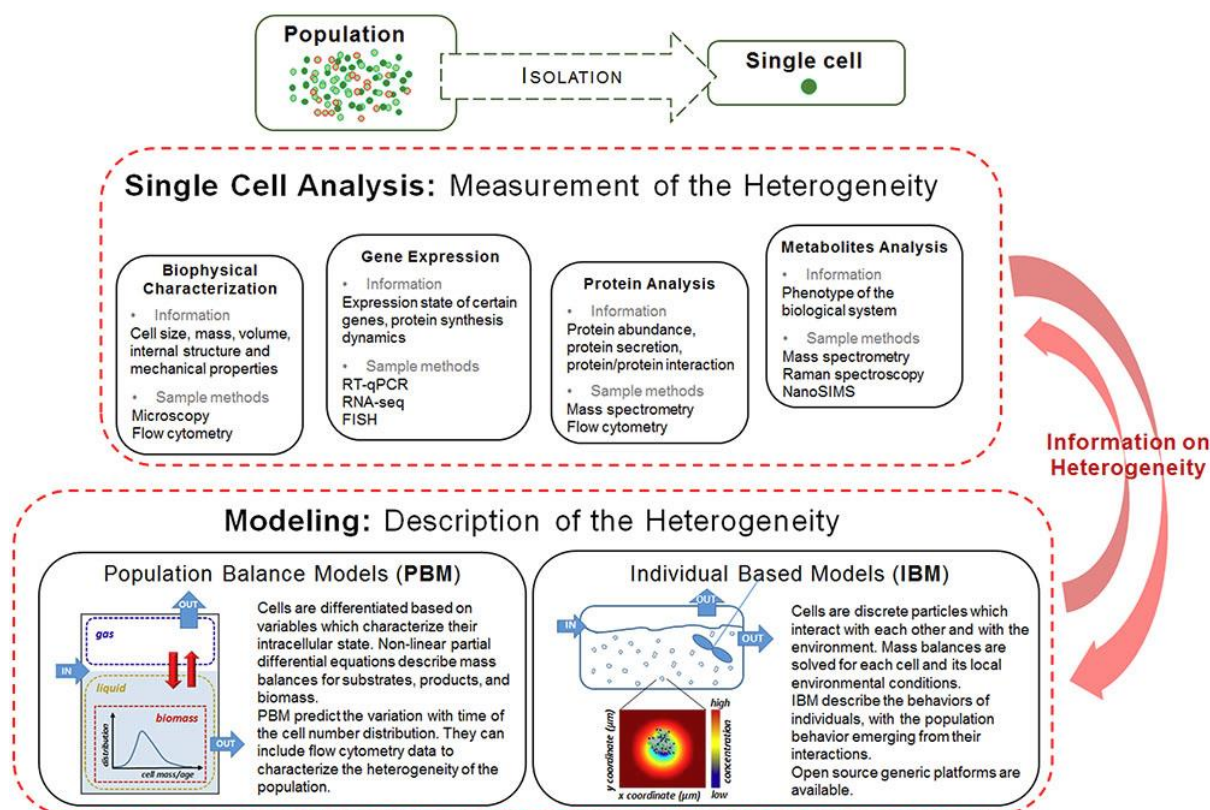 Population
ISOLATION
Single cell
Single Cell Analysis: Measurement of the Heterogeneity
Biophysical
Characterization
• Information
Cell size, mass, volume,
internal structure and
mechanical properties
• Sample methods
Microscopy
Flow cytometry
Gene Expression
• Information
Expression state of certain
genes, protein synthesis
dynamics
• Sample methods
RT-qPCR
RNA-seq
FISH
Protein Analysis
• Information
Protein abundance,
protein secretion,
protein/protein interaction
• Sample methods
Mass spectrometry
Flow cytometry
Metabolites Analysis
• Information
Phenotype of the
biological system
• Sample methods
Mass spectrometry
Raman spectroscopy
NanoSIMS
Information on
Heterogeneity
Modeling: Description of the Heterogeneity
Population Balance Models (PBM)
OUT
gas
IN
liquid
biomass
distribution
cell mass/age
OUT
Cells are differentiated based on
variables which characterize their
intracellular state. Non-linear partial
differential equations describe mass
balances for substrates, products, and
biomass.
PBM predict the variation with time of
the cell number distribution. They can
include flow cytometry data to
characterize the heterogeneity of the
population.
Individual Based Models (IBM)
OUT
IN
OUT
y coordinate (µm)
x coordinate (µm)
high
concentration
low
Cells are discrete particles which
interact with each other and with the
environment. Mass balances are
solved for each cell and its local
environmental conditions.
IBM describe the behaviors of
individuals, with the population
behavior emerging from their
interactions.
Open source generic platforms are
available.